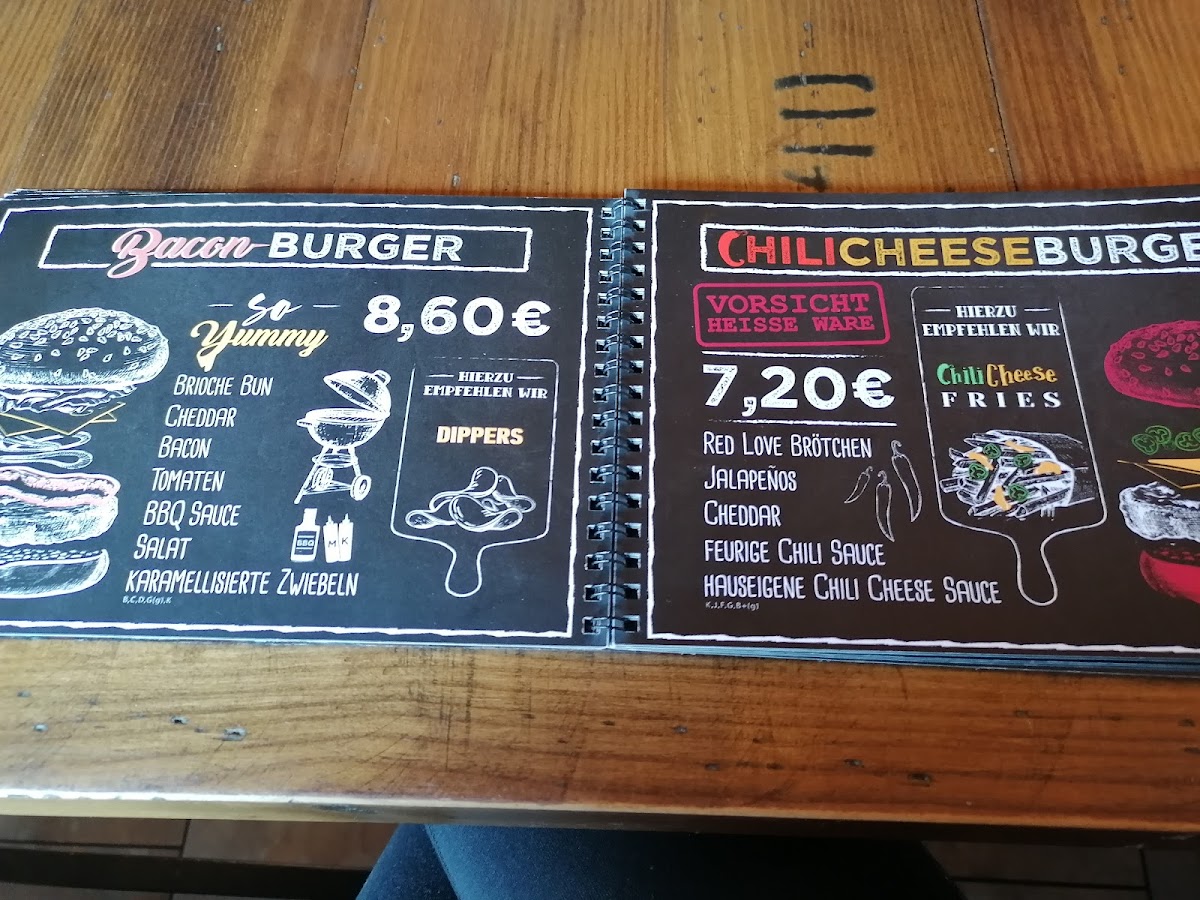 Bacon BURGER
so
Yummy
8,60€
BRIOCHE BUN
CHEDDAR
BACON
TOMATEN
BBQ SAUCE
SALAT
KARAMELLISIERTE ZWIEBELN
B,C,D,G(g),K
HIERZU
EMPFEHLEN WIR
DIPPERS
BBQ
M K
CHILICHEESEBURGE
VORSICHT
HEISSE WARE
7,20€
RED LOVE BRÖTCHEN
JALAPEÑOS
CHEDDAR
FEURIGE CHILI SAUCE
HAUSEIGENE CHILI CHEESE SAUCE
K,J,F,G,B+(g)
HIERZU
EMPFEHLEN WIR
ChiliCheese
FRIES